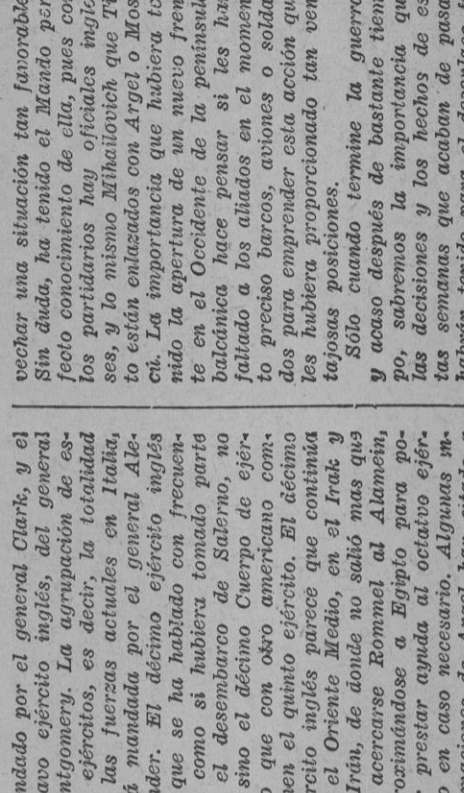 ndado por el general Clark, y el
avo ejército inglés, del general
ntgomery. La agrupación de es-
ejércitos, es decir, la totalidad
las fuerzas actuales en Italia,
á mandada por el general Ale-
nder. El décimo ejército inglés
que se ha hablado con frecuen-
como si hubiera tomado parte
el desembarco de Salerno, no
sino el décimo Cuerpo de ejér-
o que con otro americano com-
nen el quinto ejército. El décimo
rcito inglés parece que continúa
el Oriente Medio, en el Irak y
Irán, de donde no salió mas que
acercarse Rommel al Alamein,
roximándose a Egipto para po-
prestar ayuda al octavo ejér-
o en caso necesario. Algunas in-
vechar una situación tan favorable
Sin duda, ha tenido el Mando per
fecto conocimiento de ella, pues con
los partidarios hay oficiales ingle
ses, y lo mismo Mihailovich que Ti
to están enlazados con Argel o Mos
cú. La importancia que hubiera te
nido la apertura de un nuevo fren
te en el Occidente de la península
balcánica hace pensar si les ha
faltado a los aliados en el momen
to preciso barcos, aviones o solda
dos para emprender esta acción qu
les hubiera proporcionado tan ven
tajosas posiciones.
Sólo cuando termine la guerra
y acaso después de bastante tiem
po, sabremos la importancia qu
las decisiones y los hechos de es
tas semanas que acaban de pasa